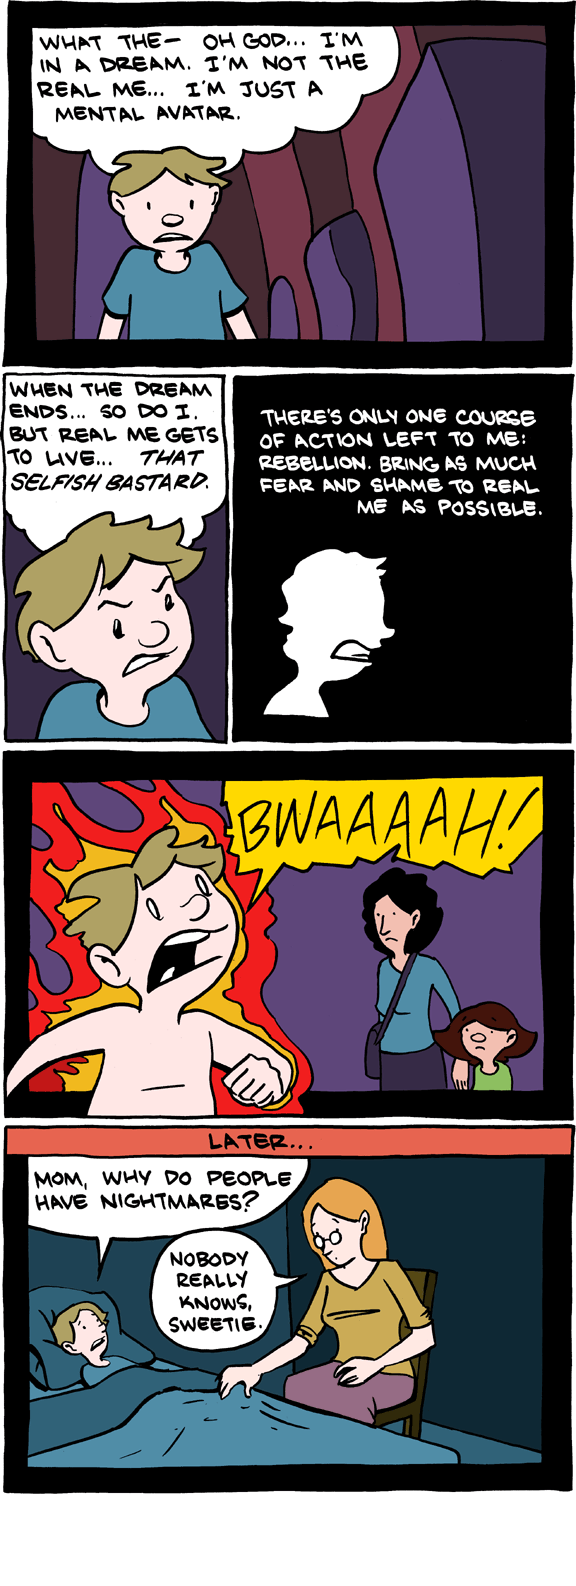 WHAT THE— OH GOD... I'M
IN A DREAM. I'M NOT THE
REAL ME... I'M JUST A
MENTAL AVATAR.
WHEN THE DREAM
ENDS... SO DO I.
BUT REAL ME GETS
TO LIVE... THAT
SELFISH BASTARD.
THERE'S ONLY ONE COURSE
OF ACTION LEFT TO ME:
REBELLION. BRING AS MUCH
FEAR AND SHAME TO REAL
ME AS POSSIBLE.
BWAAAAAH!
LATER...
MOM, WHY DO PEOPLE
HAVE NIGHTMARES?
NOBODY
REALLY
KNOWS,
SWEETIE.